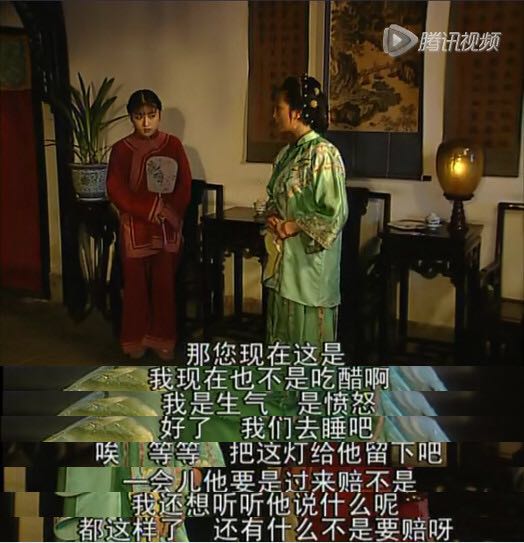 腾讯视频
那您现在这是
我现在也不是吃醋啊
我是生气 是愤怒
好了 我们去睡吧
唉 等等 把这灯给他留下吧
一会儿他要是过来赔不是
我还想听听他说什么呢
都这样了 还有什么不是要赔呀